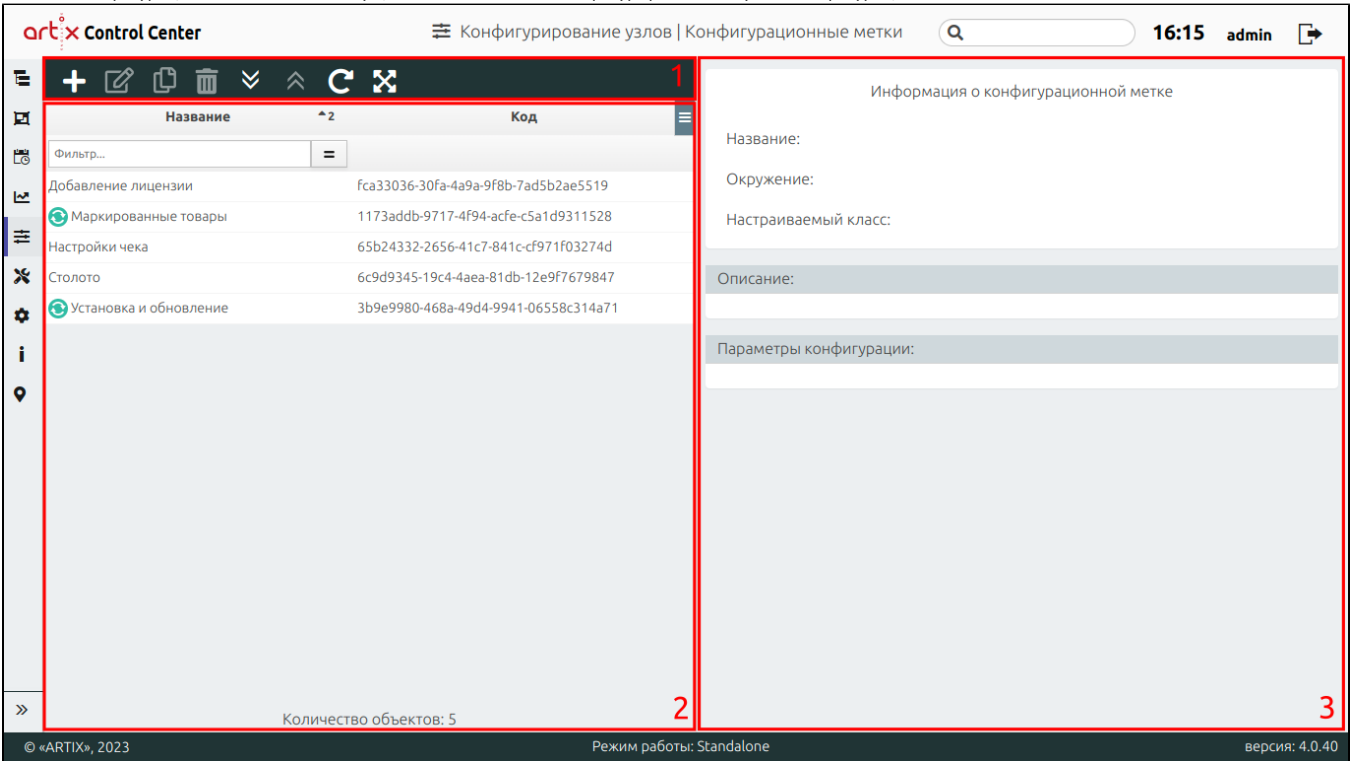 artix Control Center
Конфигурирование узлов | Конфигурационные метки
16:15 admin
1
Название 2 Код
Фильтр... =
Добавление лицензии fca33036-30fa-4a9a-9f8b-7ad5b2ae5519
Маркированные товары 1173addb-9717-4f94-acfe-c5a1d9311528
Настройки чека 65b24332-2656-41c7-841c-cf971f03274d
Столото 6c9d9345-19c4-4aea-81db-12e9f7679847
Установка и обновление 3b9e9980-468a-49d4-9941-06558c314a71
Количество объектов: 5
2
Информация о конфигурационной метке
Название:
Окружение:
Настраиваемый класс:
Описание:
Параметры конфигурации:
3
© «ARTIX», 2023
Режим работы: Standalone
версия: 4.0.40